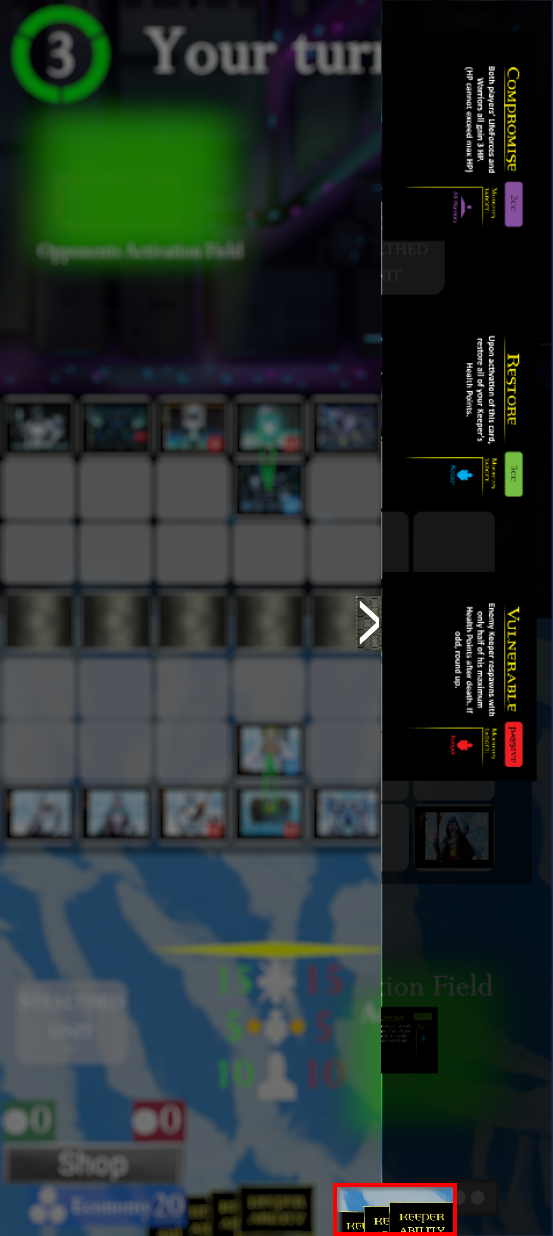 3
Your turn
Opponents Activation Field
COMPROMISE
Both players' LifeForces and
Warriors all gain 3 HP.
(HP cannot exceed max HP)
2cc
TARGET
All Warriors
RESTORE
Upon activation of this card,
restore all of your Keeper's
Health Points.
3cc
TARGET
Keeper
VULNERABLE
Enemy Keeper respawns with
only half of his maximum
Health Points after death. If
odd, round up.
passive
TARGET
Keeper
15 15
5 5
10 10
tion Field
STEALTHED
UNIT
0 0
Shop
Economy 20
KEEPER
ABILITY
KEEPER
ABILITY